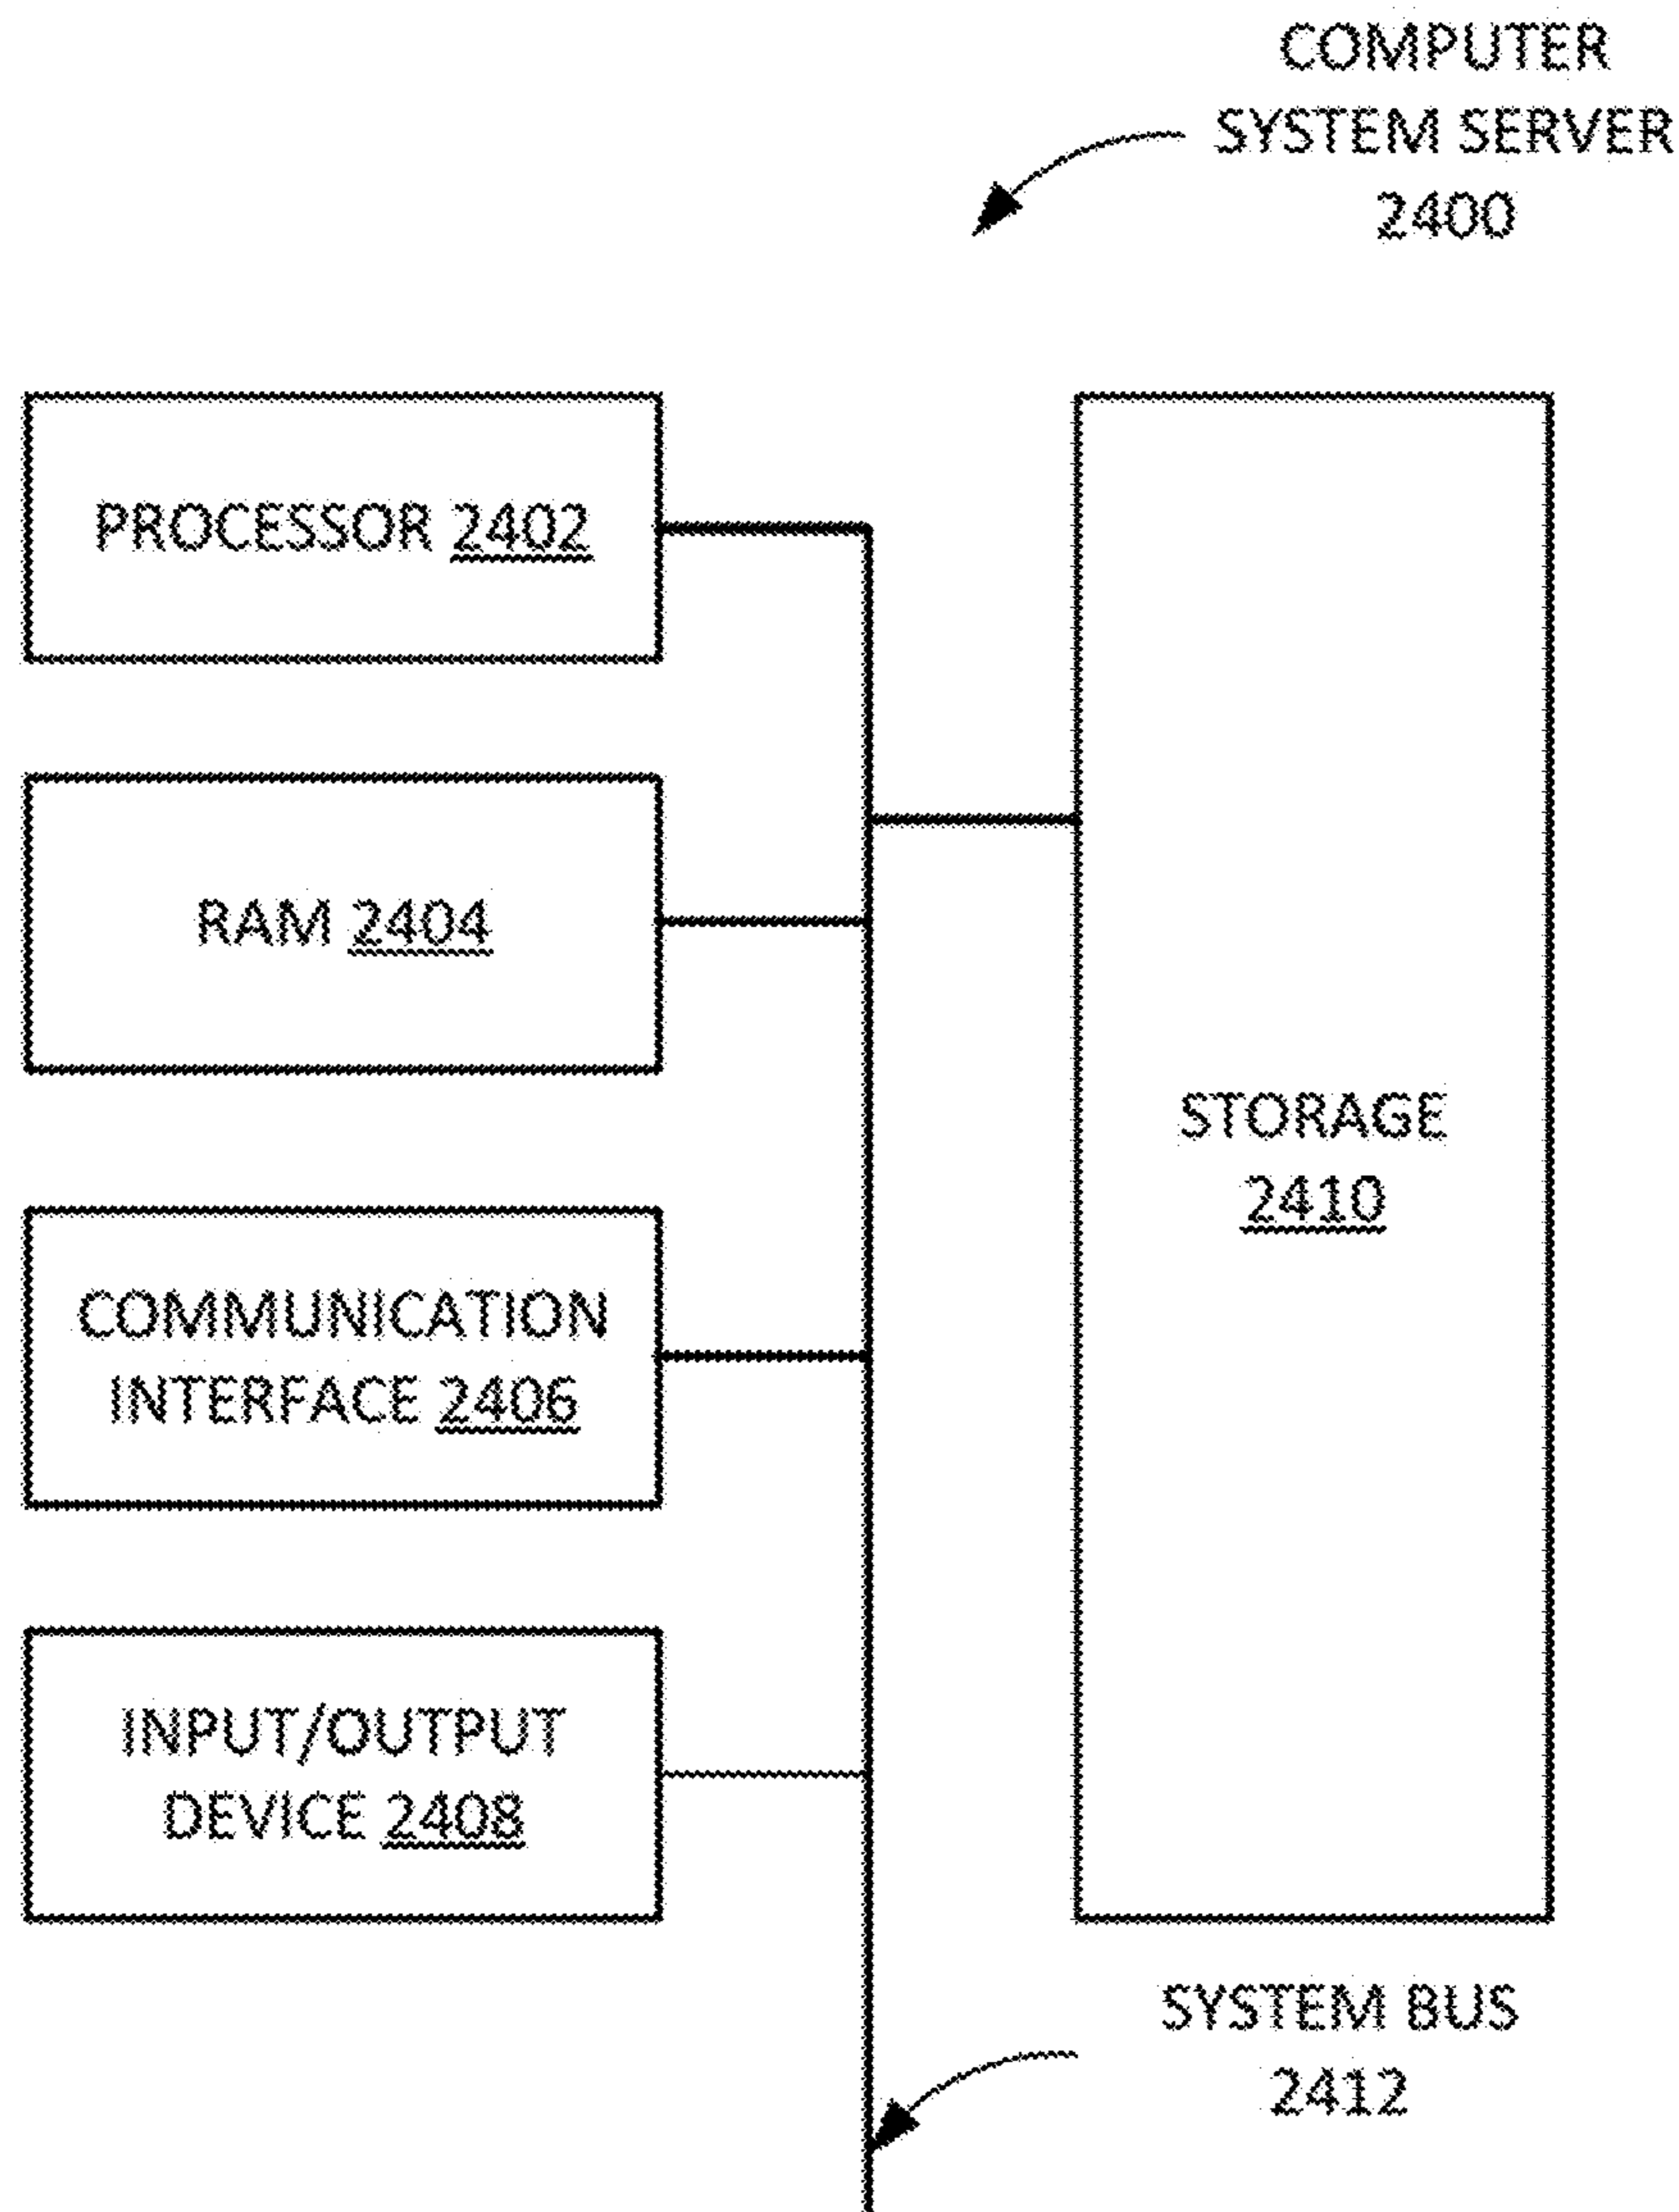 COMPUTER
SYSTEM SERVER
2400
PROCESSOR 2402
RAM 2404
COMMUNICATION
INTERFACE 2406
INPUT/OUTPUT
DEVICE 2408
STORAGE
2410
SYSTEM BUS
2412